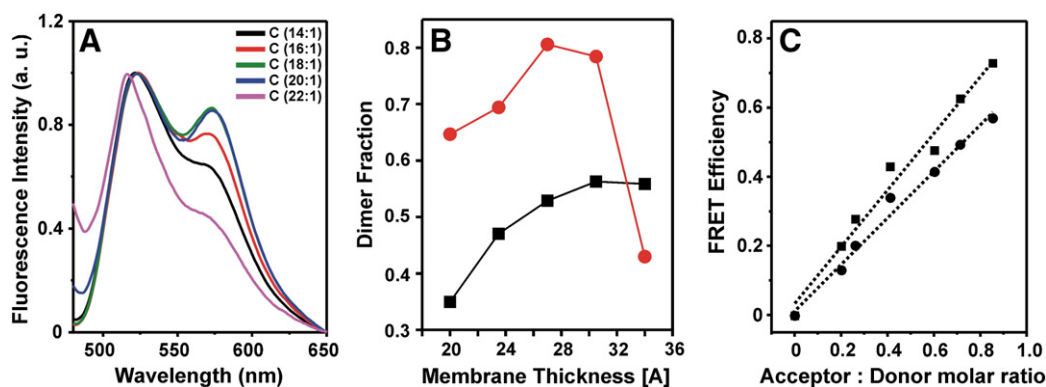 A
C (14:1)
C (16:1)
C (18:1)
C (20:1)
C (22:1)
1.2
0.8
0.4
0
500 550 600 650
Fluorescence Intensity (a. u.)
Wavelength (nm)
B
0.8
0.7
0.6
0.5
0.4
0.3
20 24 28 32 36
Dimer Fraction
Membrane Thickness [A]
C
0.8
0.6
0.4
0.2
0
0 0.2 0.4 0.6 0.8 1.0
FRET Efficiency
Acceptor : Donor molar ratio